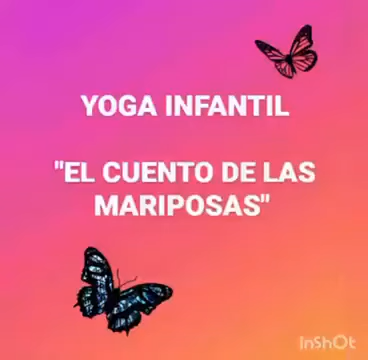 YOGA INFANTIL
"EL CUENTO DE LAS
MARIPOSAS"
InShOt